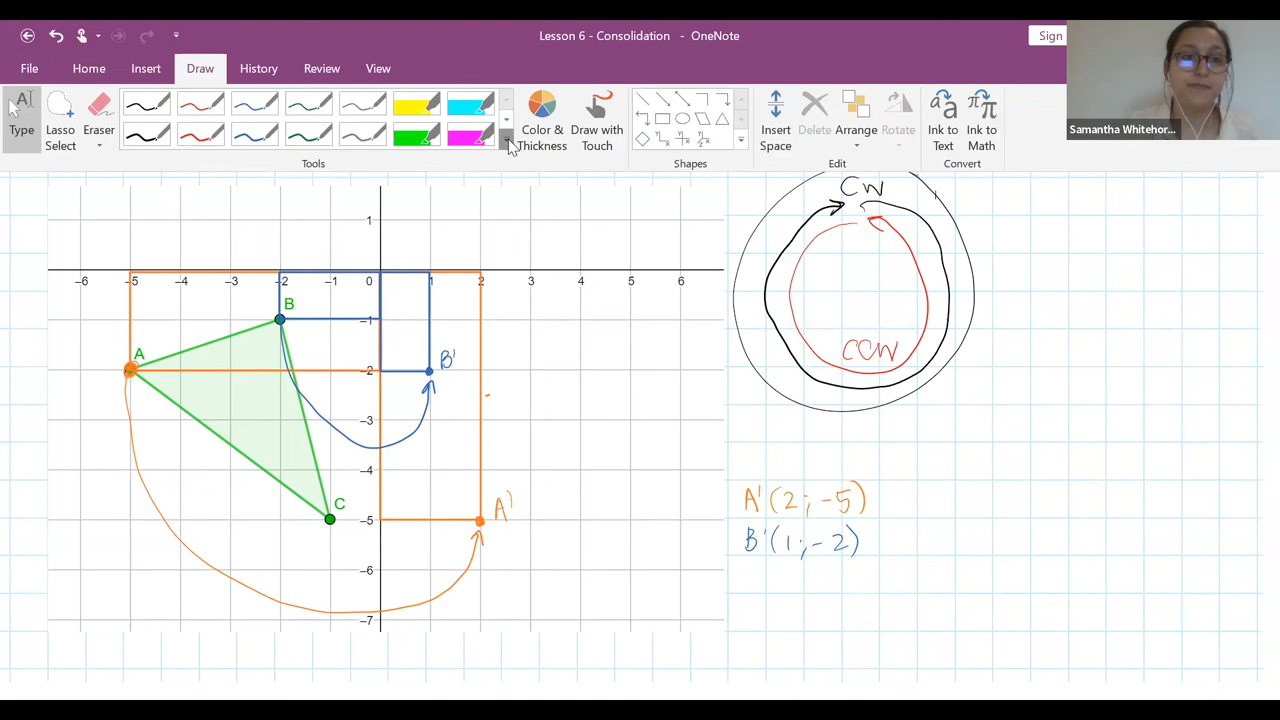 Lesson 6 - Consolidation - OneNote
Sign
File Home Insert Draw History Review View
Type
Lasso Select
Eraser
Color & Thickness
Draw with Touch
Insert Space
Delete
Arrange
Rotate
Ink to Text
Ink to Math
Tools
Shapes
Edit
Convert
Samantha Whitehor...
CW
CCW
1
–6 –5 –4 –3 –2 –1 0 1 2 3 4 5 6
B
–1
A
–2
B'
–3
–4
C
–5
A'
–6
–7
A'(2;-5)
B'(1;-2)